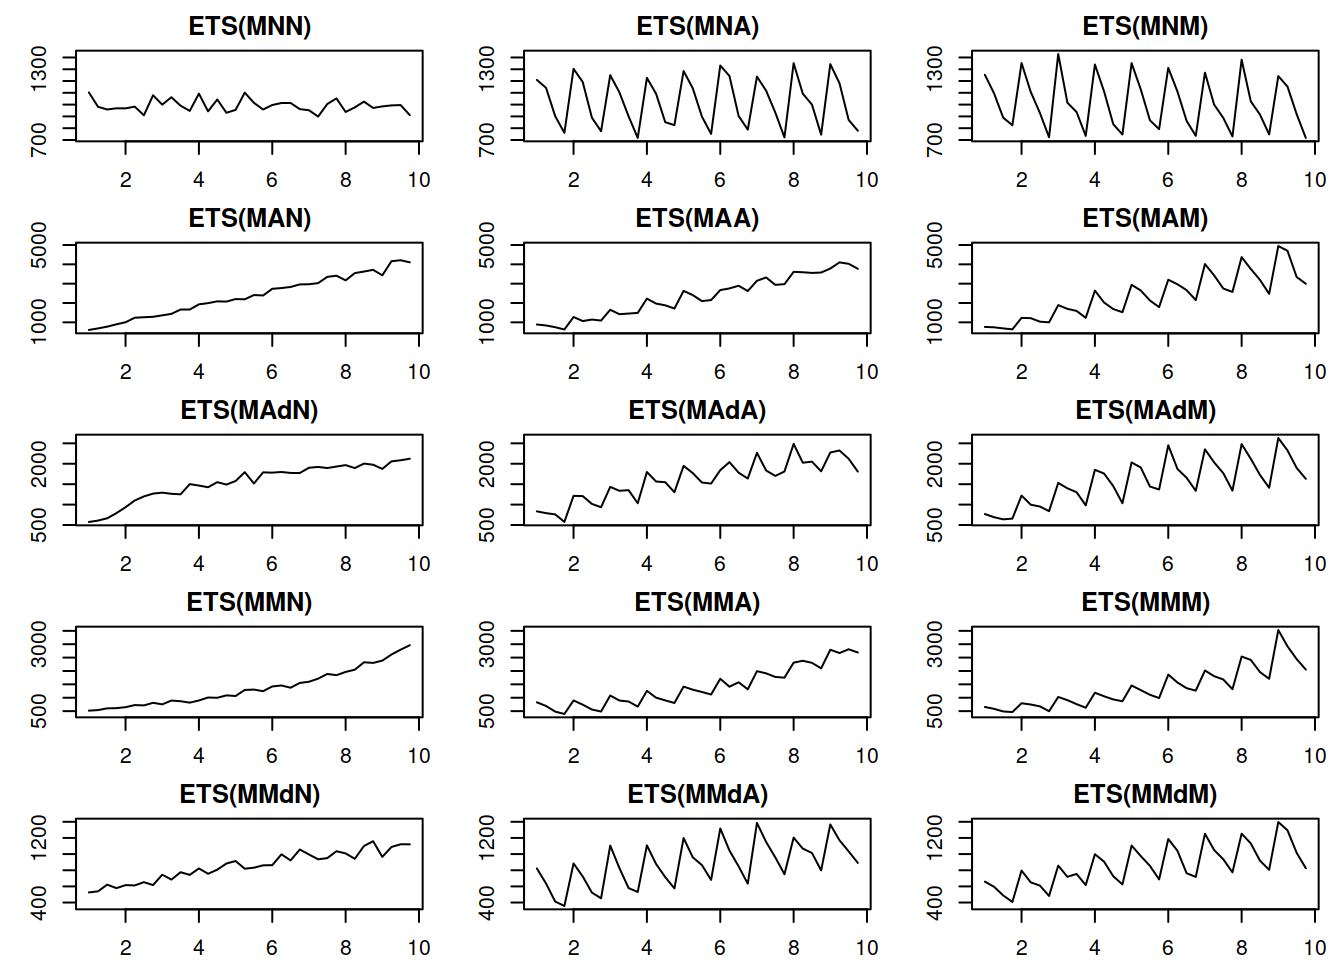 ETS(MNN) ETS(MNA) ETS(MNM)
700 1300 700 1300 700 1300
2 4 6 8 10 2 4 6 8 10 2 4 6 8 10
ETS(MAN) ETS(MAA) ETS(MAM)
1000 5000 1000 5000 1000 5000
2 4 6 8 10 2 4 6 8 10 2 4 6 8 10
ETS(MAdN) ETS(MAdA) ETS(MAdM)
500 2000 500 2000 500 2000
2 4 6 8 10 2 4 6 8 10 2 4 6 8 10
ETS(MMN) ETS(MMA) ETS(MMM)
500 3000 500 3000 500 3000
2 4 6 8 10 2 4 6 8 10 2 4 6 8 10
ETS(MMdN) ETS(MMdA) ETS(MMdM)
400 1200 400 1200 400 1200
2 4 6 8 10 2 4 6 8 10 2 4 6 8 10